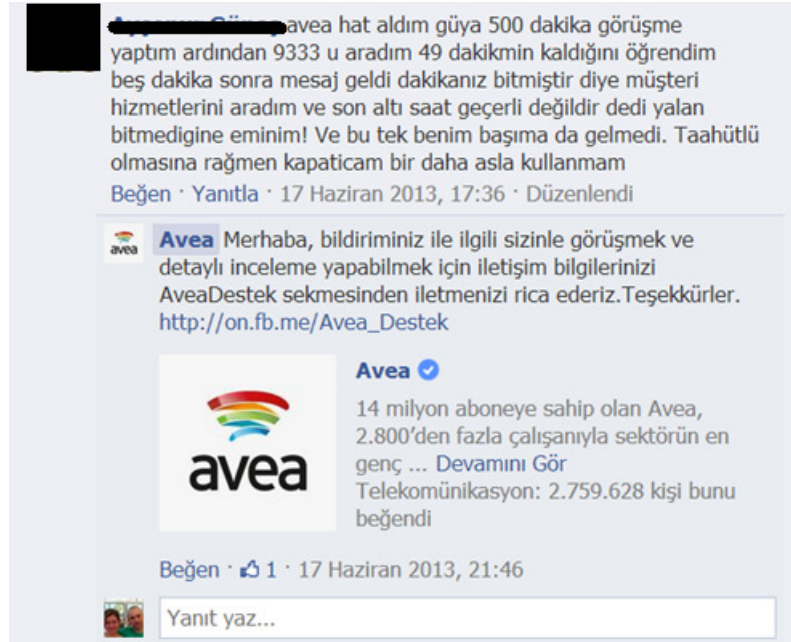 avea hat aldım güya 500 dakika görüşme
yaptım ardından 9333 u aradım 49 dakikmin kaldığını öğrendim
beş dakika sonra mesaj geldi dakikanız bitmiştir diye müşteri
hizmetlerini aradım ve son altı saat geçerli değildir dedi yalan
bitmedigine eminim! Ve bu tek benim başıma da gelmedi. Taahütlü
olmasına rağmen kapaticam bir daha asla kullanmam
Beğen · Yanıtla · 17 Haziran 2013, 17:36 · Düzenlendi
avea
Avea Merhaba, bildiriminiz ile ilgili sizinle görüşmek ve
detaylı inceleme yapabilmek için iletişim bilgilerinizi
AveaDestek sekmesinden iletmenizi rica ederiz.Teşekkürler.
http://on.fb.me/Avea_Destek
avea
Avea
14 milyon aboneye sahip olan Avea,
2.800'den fazla çalışanıyla sektörün en
genç ... Devamını Gör
Telekomünikasyon: 2.759.628 kişi bunu
beğendi
Beğen · 1 · 17 Haziran 2013, 21:46
Yanıt yaz...